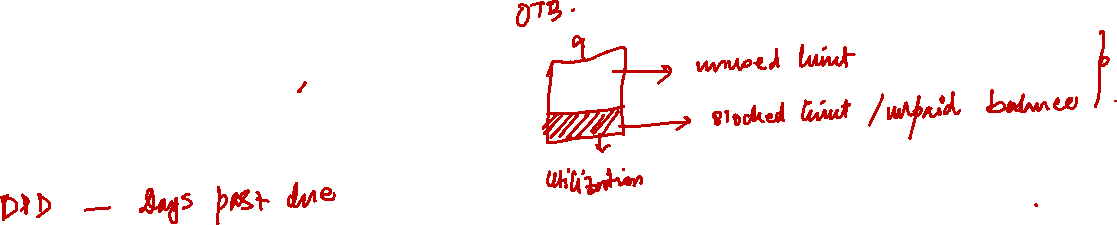 OTB.
unused limit
Blocked limit / unpaid balance
utilization
DPD — Days past due